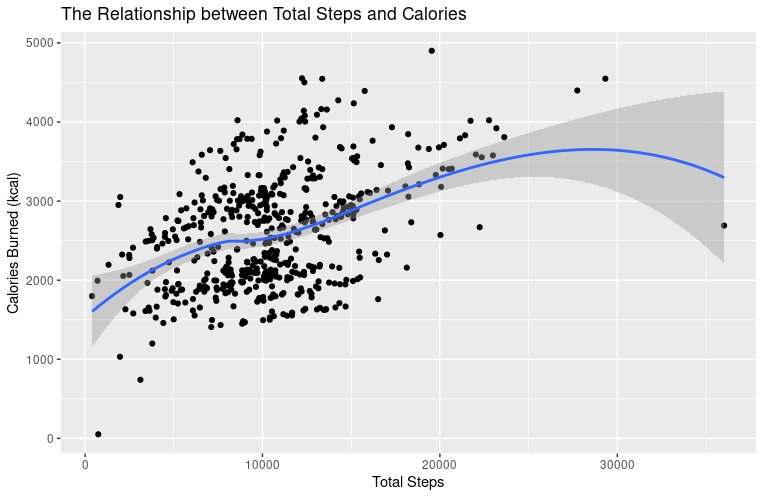 The Relationship between Total Steps and Calories
5000
4000
3000
2000
1000
0
Calories Burned (kcal)
0 10000 20000 30000
Total Steps